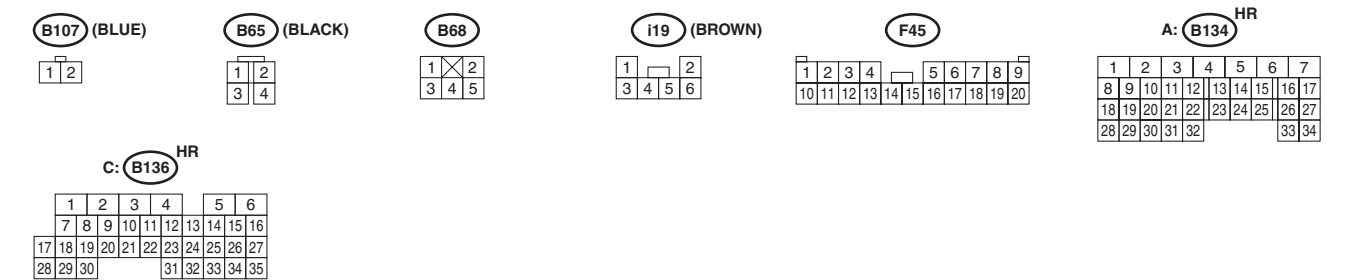 B107 (BLUE)
B65 (BLACK)
B68
i19 (BROWN)
F45
A: B134 HR
1 2
1 2
3 4
1 2
3 4 5
1 2
3 4 5 6
1 2 3 4 5 6 7 8 9
10 11 12 13 14 15 16 17 18 19 20
1 2 3 4 5 6 7
8 9 10 11 12 13 14 15 16 17
18 19 20 21 22 23 24 25 26 27
28 29 30 31 32 33 34
C: B136 HR
1 2 3 4 5 6
7 8 9 10 11 12 13 14 15 16
17 18 19 20 21 22 23 24 25 26 27
28 29 30 31 32 33 34 35